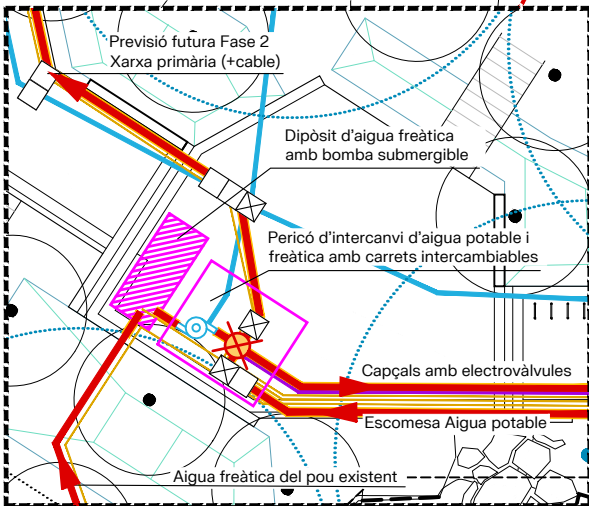 Previsió futura Fase 2
Xarxa primària (+cable)
Dipòsit d'aigua freàtica
amb bomba submergible
Pericó d'intercanvi d'aigua potable i
freàtica amb carrets intercambiables
Capçals amb electrovàlvules
Escomesa Aigua potable
Aigua freàtica del pou existent